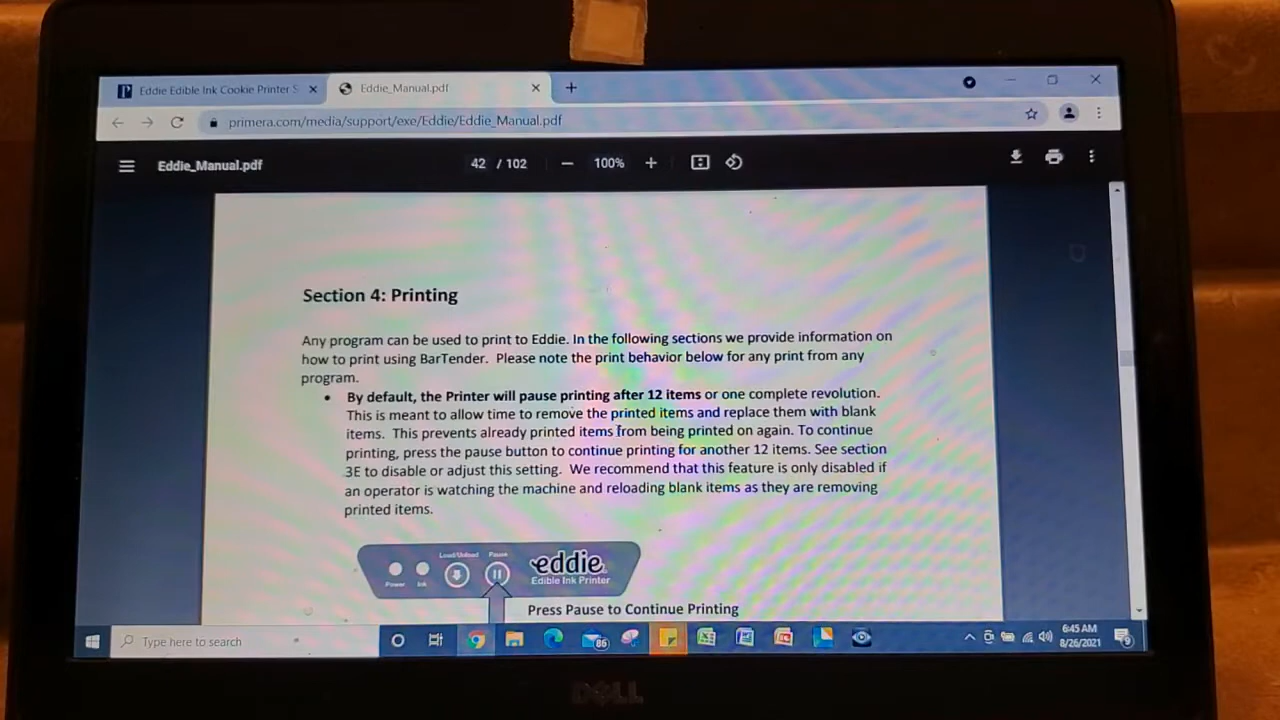 Eddie Edible Ink Cookie Printer S
Eddie_Manual.pdf
primera.com/media/support/exe/Eddie/Eddie_Manual.pdf
Eddie_Manual.pdf
42 / 102
100%
Section 4: Printing
Any program can be used to print to Eddie. In the following sections we provide information on
how to print using BarTender. Please note the print behavior below for any print from any
program.
• By default, the Printer will pause printing after 12 items or one complete revolution.
This is meant to allow time to remove the printed items and replace them with blank
items. This prevents already printed items from being printed on again. To continue
printing, press the pause button to continue printing for another 12 items. See section
3E to disable or adjust this setting. We recommend that this feature is only disabled if
an operator is watching the machine and reloading blank items as they are removing
printed items.
Load/Unload Pause
Power Ink
eddie
Edible Ink Printer
Press Pause to Continue Printing
Type here to search
86
6:45 AM
8/26/2021
9
DELL